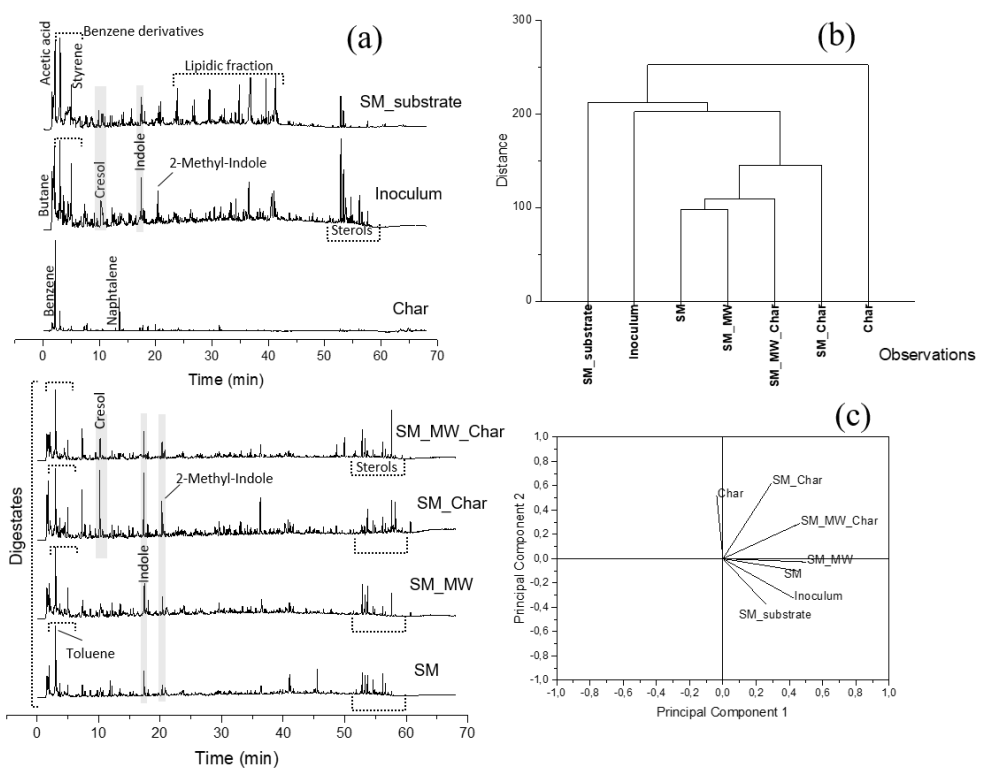 (a)
Acetic acid
Benzene derivatives
Styrene
Lipidic fraction
SM_substrate
Butane
Cresol
Indole
2-Methyl-Indole
Inoculum
Sterols
Benzene
Naphtalene
Char
0 10 20 30 40 50 60 70
Time (min)
Digestates
Cresol
SM_MW_Char
Sterols
2-Methyl-Indole
SM_Char
Indole
SM_MW
Toluene
SM
0 10 20 30 40 50 60 70
Time (min)
(b)
300
200
100
0
Distance
SM_substrate
Inoculum
SM
SM_MW
SM_MW_Char
SM_Char
Char
Observations
(c)
1,0
0,8
0,6
0,4
0,2
0,0
-0,2
-0,4
-0,6
-0,8
-1,0
Principal Component 2
Char
SM_Char
SM_MW_Char
SM_MW
SM
Inoculum
SM_substrate
-1,0 -0,8 -0,6 -0,4 -0,2 0,0 0,2 0,4 0,6 0,8 1,0
Principal Component 1